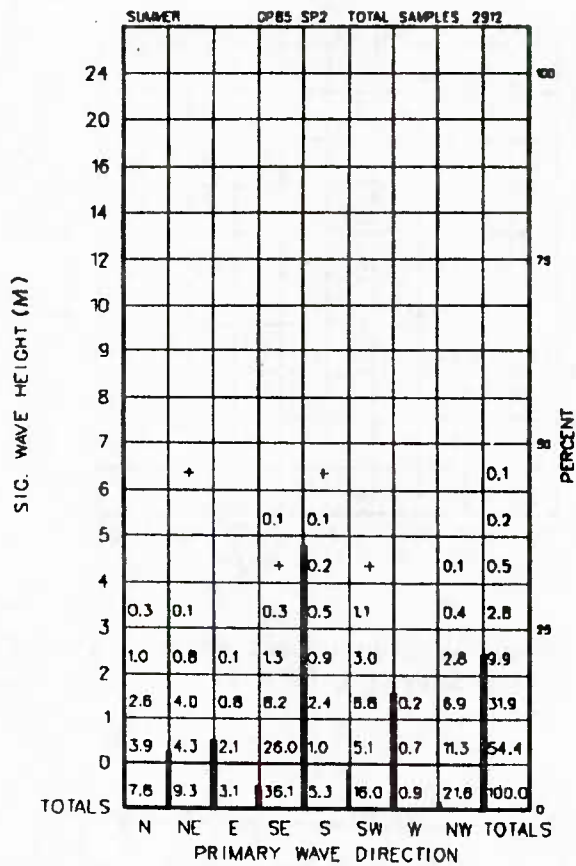 SUMMER GP85 SP2 TOTAL SAMPLES 2912
24 100
20
16
14
12 75
10
9
8
7 50
+ + 0.1
6
0.1 0.1 0.2
5
+ 0.2 + 0.1 0.5
4
0.3 0.1 0.3 0.5 1.1 0.4 2.8
3 25
1.0 0.8 0.1 1.3 0.9 3.0 2.8 9.9
2
2.6 4.0 0.8 8.2 2.4 6.8 0.2 6.9 31.9
1
3.9 4.3 2.1 26.0 1.0 5.1 0.7 11.3 54.4
0
7.8 9.3 3.1 36.1 5.3 16.0 0.9 21.6 100.0
TOTALS 0
N NE E SE S SW W NW TOTALS
PRIMARY WAVE DIRECTION
SIG. WAVE HEIGHT (M)
PERCENT